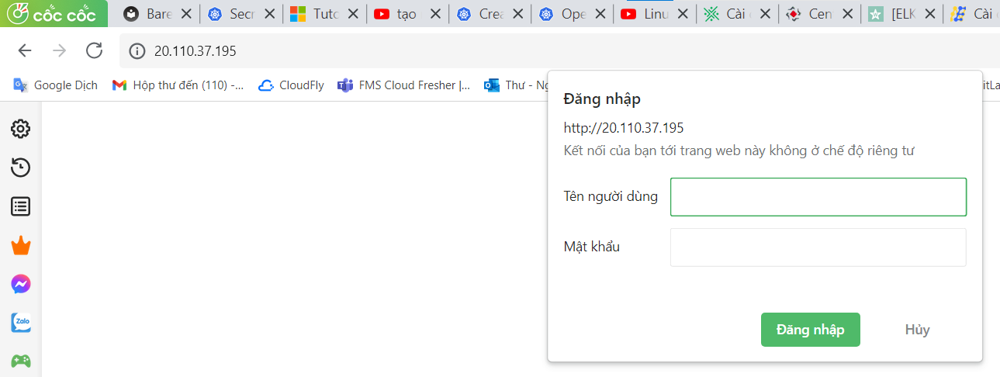 cốc cốc
Bare
Secr
Tuto
tạo
Crea
Ope
Linu
Cài
Cen
[ELK
Cài
20.110.37.195
Google Dịch
Hộp thư đến (110) -...
CloudFly
FMS Cloud Fresher |...
Thư - Ng
itLa
Đăng nhập
http://20.110.37.195
Kết nối của bạn tới trang web này không ở chế độ riêng tư
Tên người dùng
Mật khẩu
Zalo
Đăng nhập
Hủy